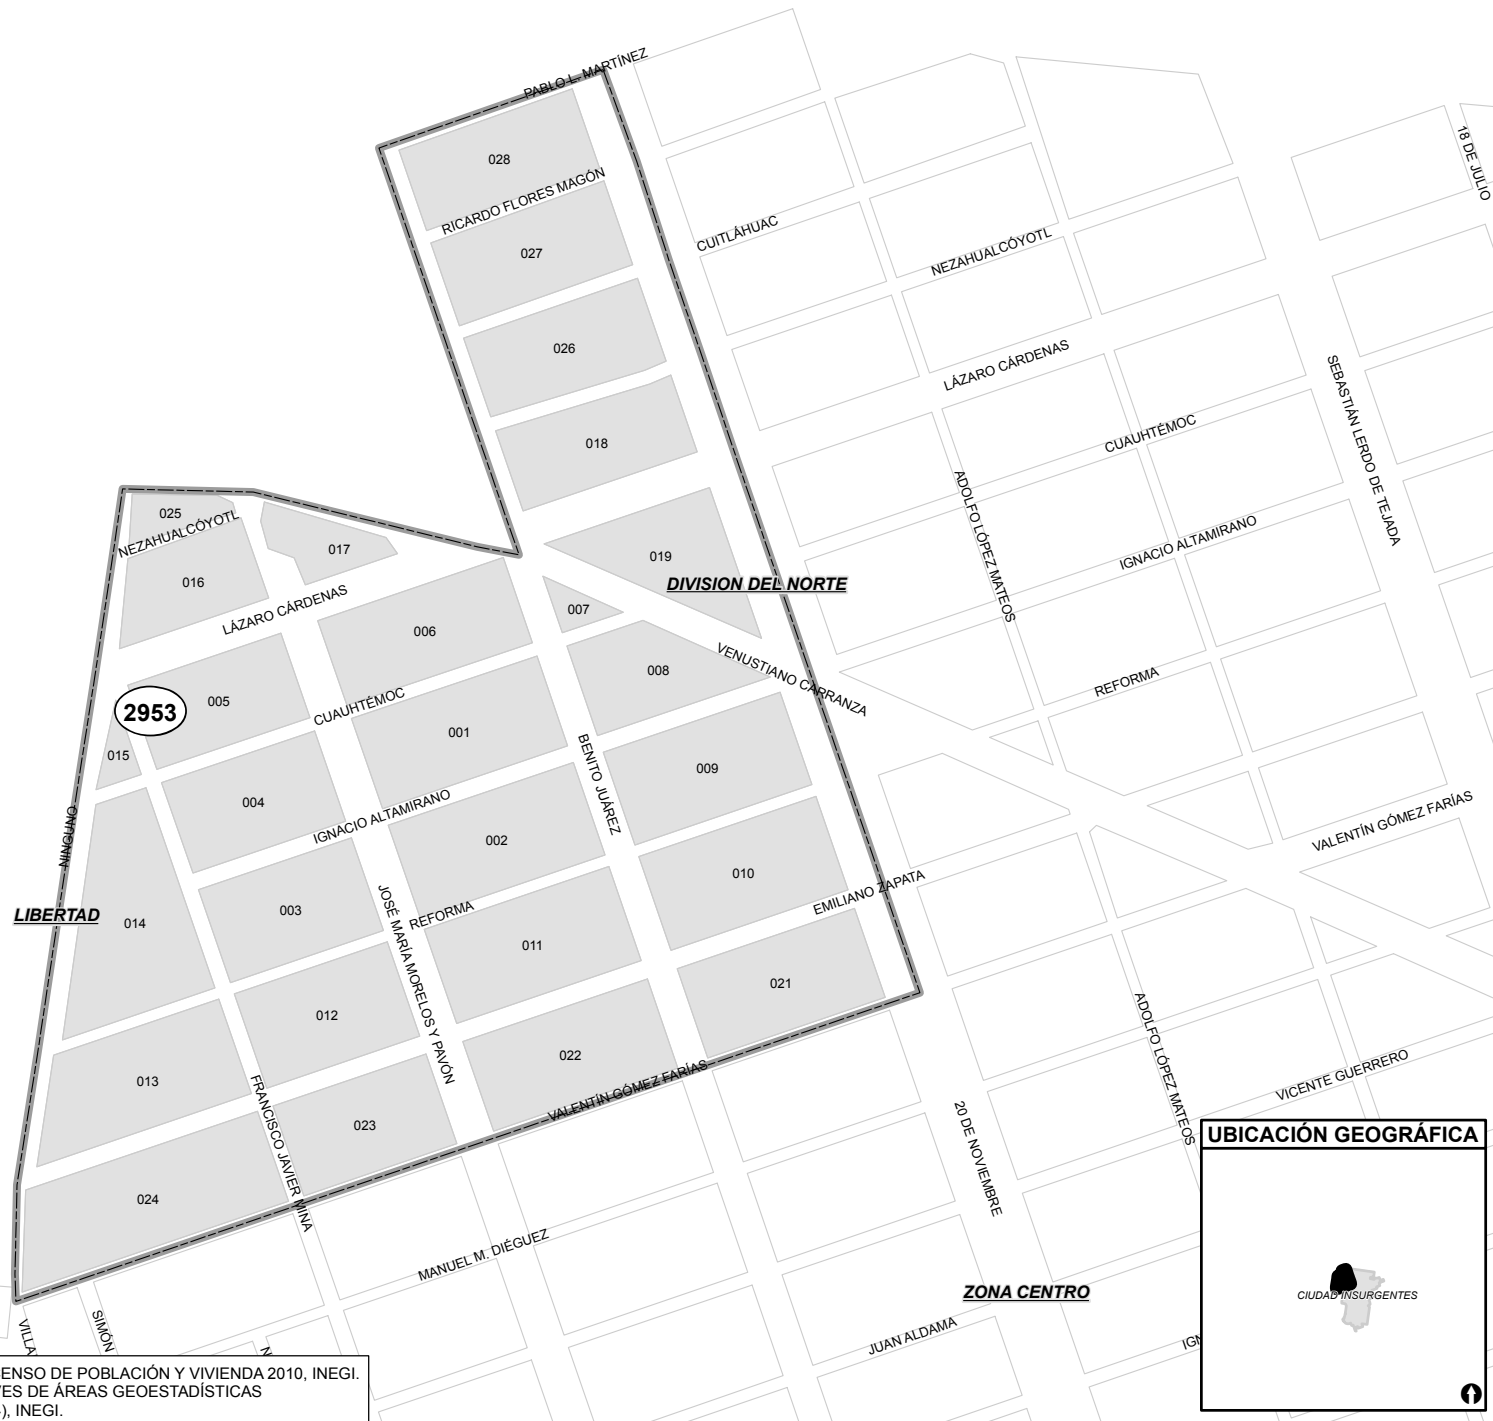 PABLO L. MARTÍNEZ
18 DE JULIO
028
RICARDO FLORES MAGÓN
CUITLÁHUAC
NEZAHUALCÓYOTL
027
026
LÁZARO CÁRDENAS
SEBASTIÁN LERDO DE TEJADA
018
CUAUHTÉMOC
025
NEZAHUALCÓYOTL
017
019
ADOLFO LÓPEZ MATEOS
IGNACIO ALTAMIRANO
016
DIVISION DEL NORTE
LÁZARO CÁRDENAS
007
006
VENUSTIANO CARRANZA
008
REFORMA
005
2953
CUAUHTÉMOC
001
015
BENITO JUÁREZ
009
004
IGNACIO ALTAMIRANO
NINGUNO
002
VALENTÍN GÓMEZ FARÍAS
010
EMILIANO ZAPATA
LIBERTAD
014
003
JOSÉ MARÍA MORELOS Y PAVÓN
REFORMA
011
021
012
ADOLFO LÓPEZ MATEOS
022
013
FRANCISCO JAVIER MINA
VALENTÍN GÓMEZ FARÍAS
VICENTE GUERRERO
023
20 DE NOVIEMBRE
UBICACIÓN GEOGRÁFICA
024
MANUEL M. DIÉGUEZ
ZONA CENTRO
CIUDAD INSURGENTES
SIMÓN
VILLA
JUAN ALDAMA
IGN
N
ENSO DE POBLACIÓN Y VIVIENDA 2010, INEGI.
ES DE ÁREAS GEOESTADÍSTICAS
), INEGI.